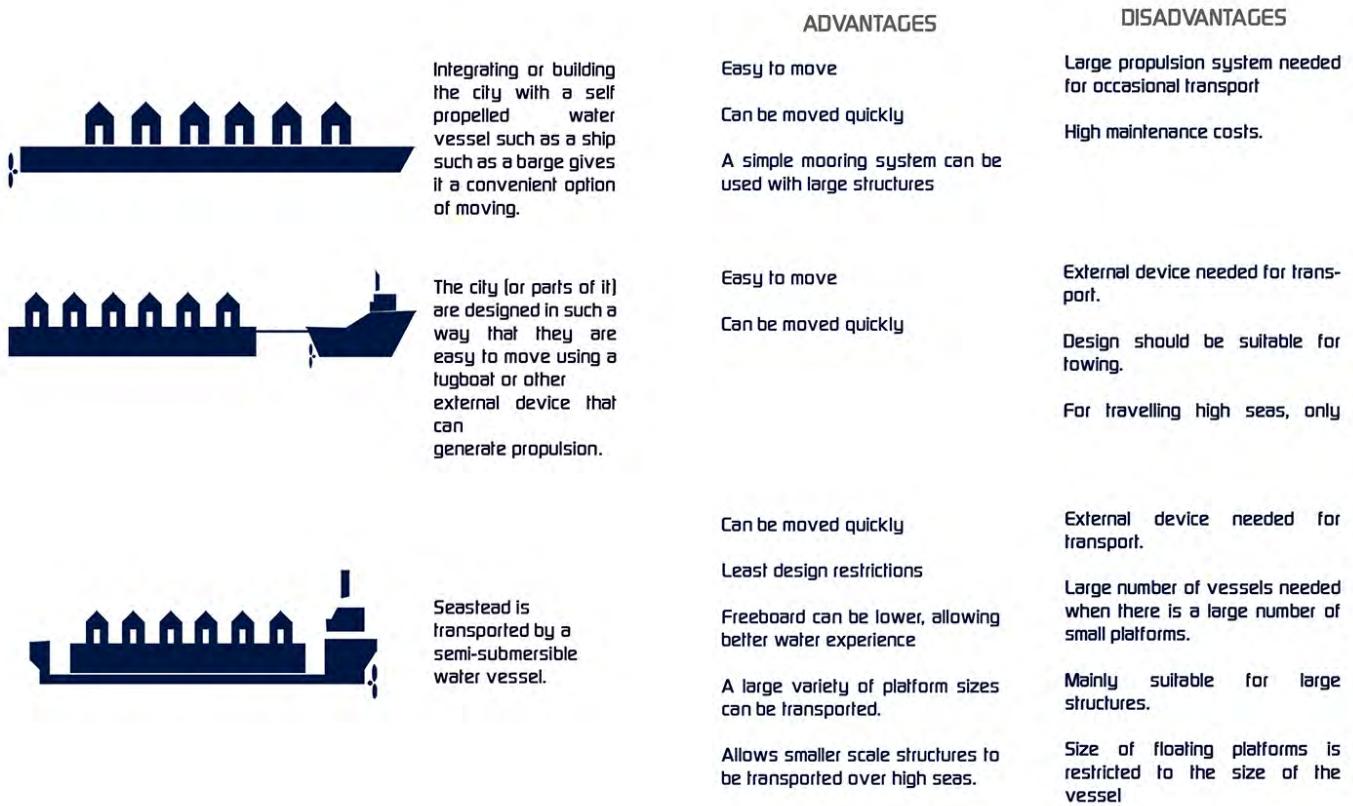 ADVANTAGES
DISADVANTAGES
Integrating or building
the city with a self
propelled water
vessel such as a ship
such as a barge gives
it a convenient option
of moving.
Easy to move
Can be moved quickly
A simple mooring system can be
used with large structures
Large propulsion system needed
for occasional transport
High maintenance costs.
The city (or parts of it)
are designed in such a
way that they are
easy to move using a
tugboat or other
external device that
can
generate propulsion.
Easy to move
Can be moved quickly
External device needed for trans-
port.
Design should be suitable for
towing.
For travelling high seas, only
Seastead is
transported by a
semi-submersible
water vessel.
Can be moved quickly
Least design restrictions
Freeboard can be lower, allowing
better water experience
A large variety of platform sizes
can be transported.
Allows smaller scale structures to
be transported over high seas.
External device needed for
transport.
Large number of vessels needed
when there is a large number of
small platforms.
Mainly suitable for large
structures.
Size of floating platforms is
restricted to the size of the
vessel